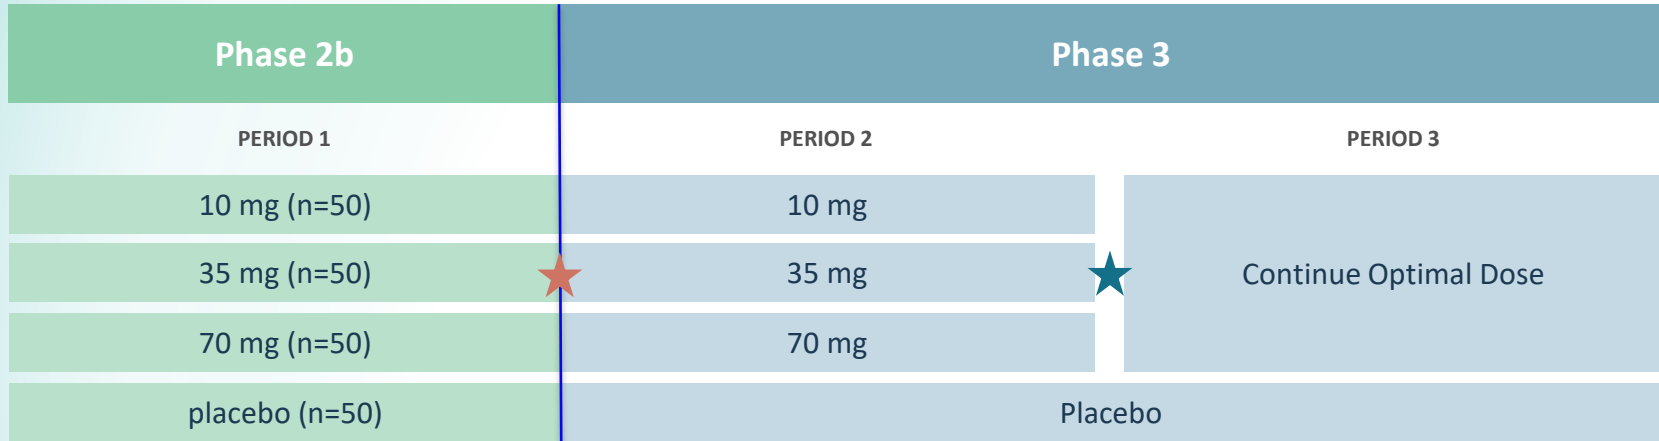 Phase 2b
Phase 3
PERIOD 1
PERIOD 2
PERIOD 3
10 mg (n=50)
10 mg
35 mg (n=50)
35 mg
Continue Optimal Dose
70 mg (n=50)
70 mg
placebo (n=50)
Placebo